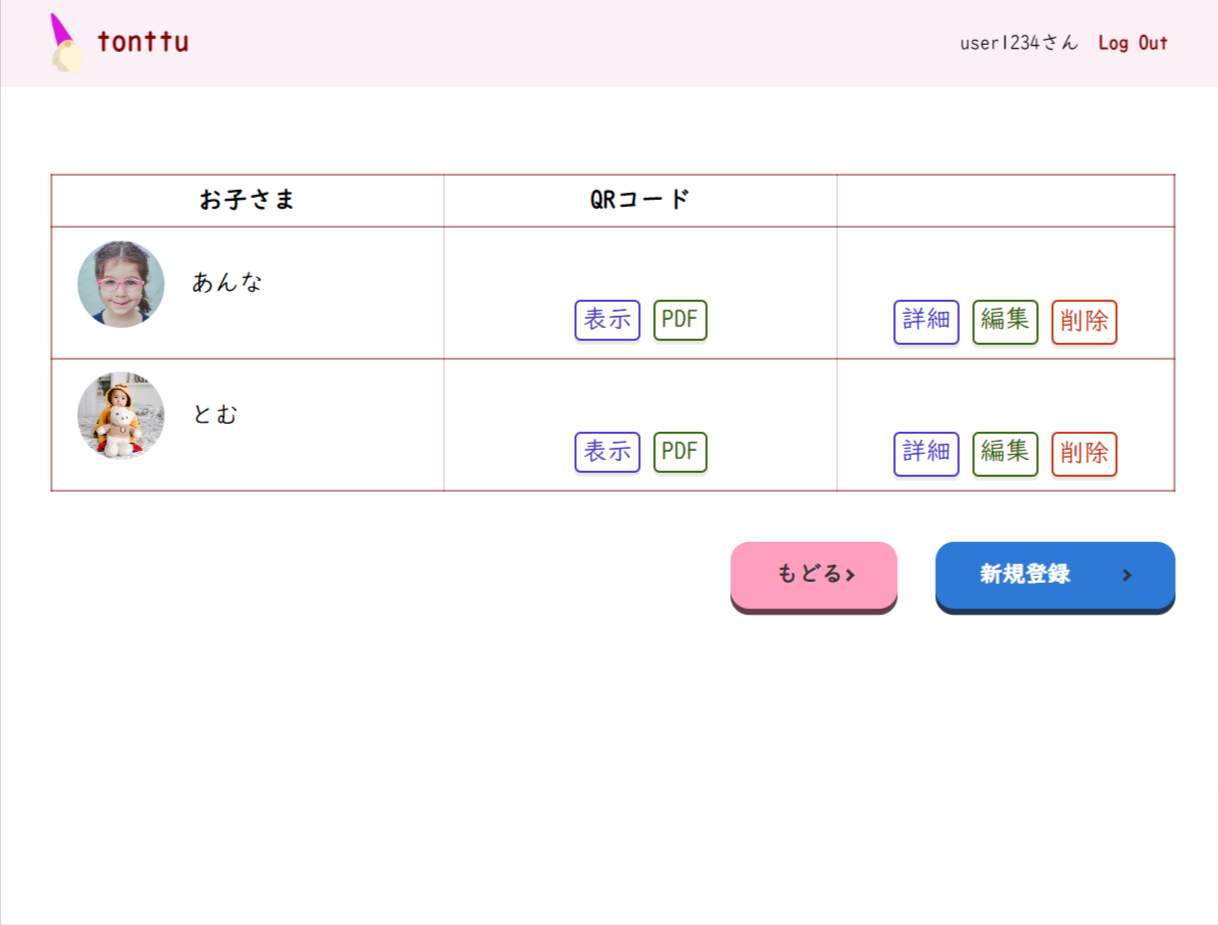 tonttu
user1234さん Log Out
お子さま QRコード
あんな
表示 PDF 詳細 編集 削除
とむ
表示 PDF 詳細 編集 削除
もどる> 新規登録 >